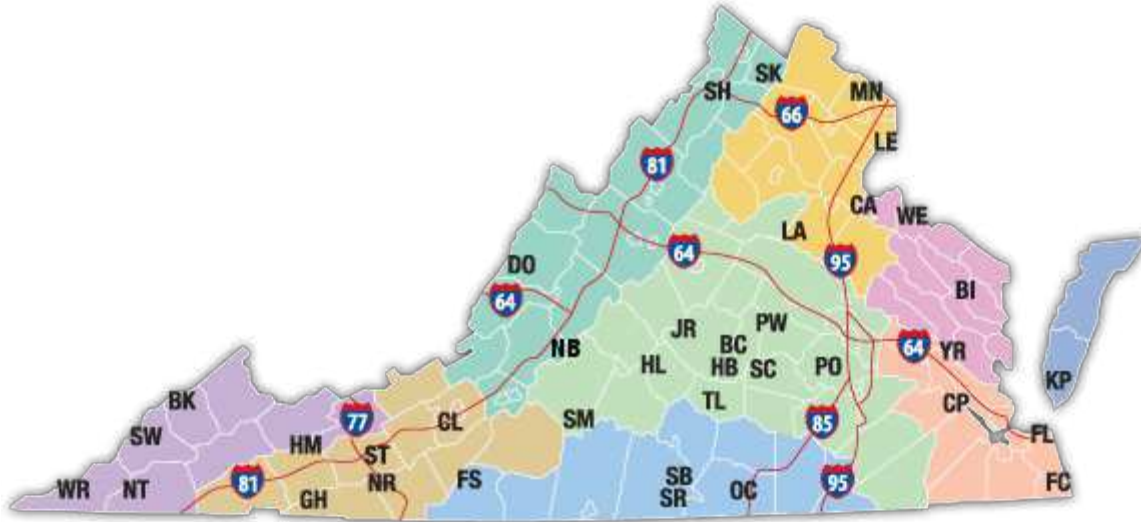 SK
SH
MN
66
LE
81
CA
WE
LA
64
95
DO
BI
64
PW
JR
BC
64
YR
NB
HL
HB
SC
PO
KP
BK
TL
CP
77
SM
85
CL
SW
FL
HM
ST
WR
NT
81
GH
NR
FS
SB
SR
OC
95
FC